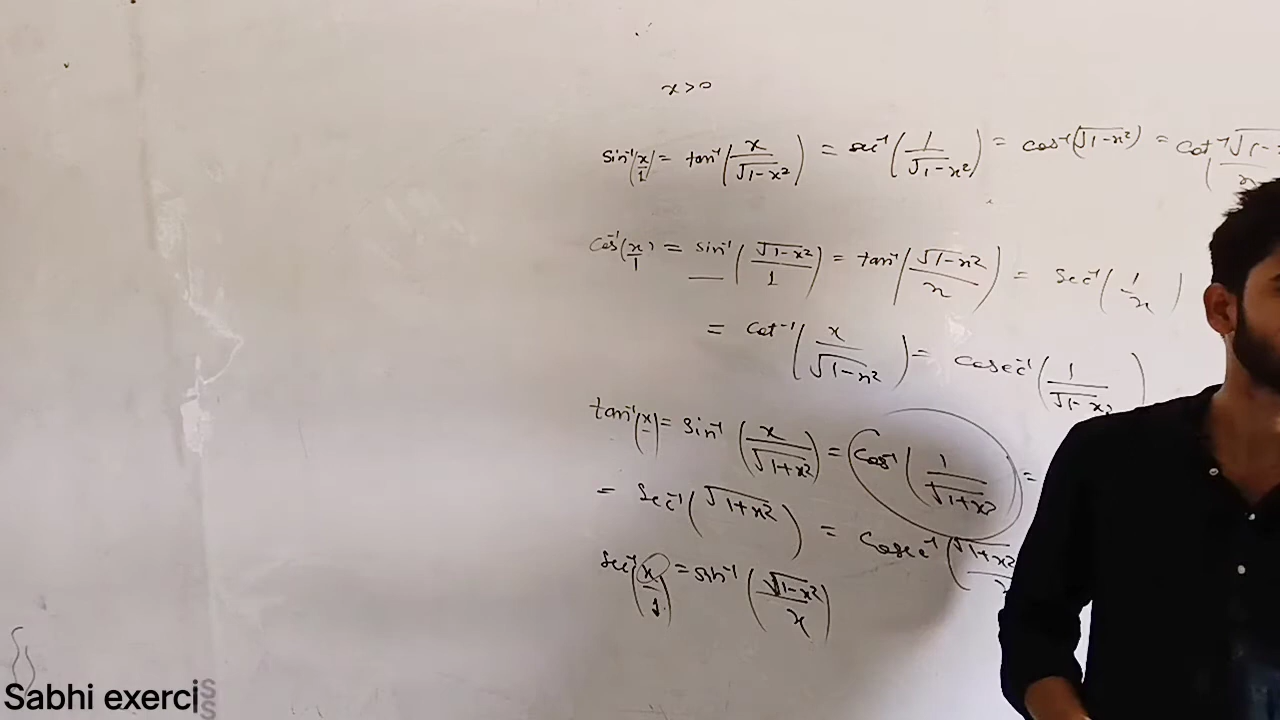 x>0
sin⁻¹(x/1) = tan⁻¹(x/√1-x²) = sec⁻¹(1/√1-x²) = cos⁻¹(√1-x²) = cot⁻¹(√1-
cos⁻¹(x/1) = sin⁻¹(√1-x²/1) = tan⁻¹(√1-x²/x) = sec⁻¹(1/x)
= cot⁻¹(x/√1-x²) = cosec⁻¹(1/√1-x²)
tan⁻¹(x/-) = sin⁻¹(x/√1+x²) = cos⁻¹(1/√1+x²) =
= sec⁻¹(√1+x²) = cosec⁻¹(√1+x²/x
sec⁻¹(x/1) = sin⁻¹(√1-x²/x)
Sabhi exercis